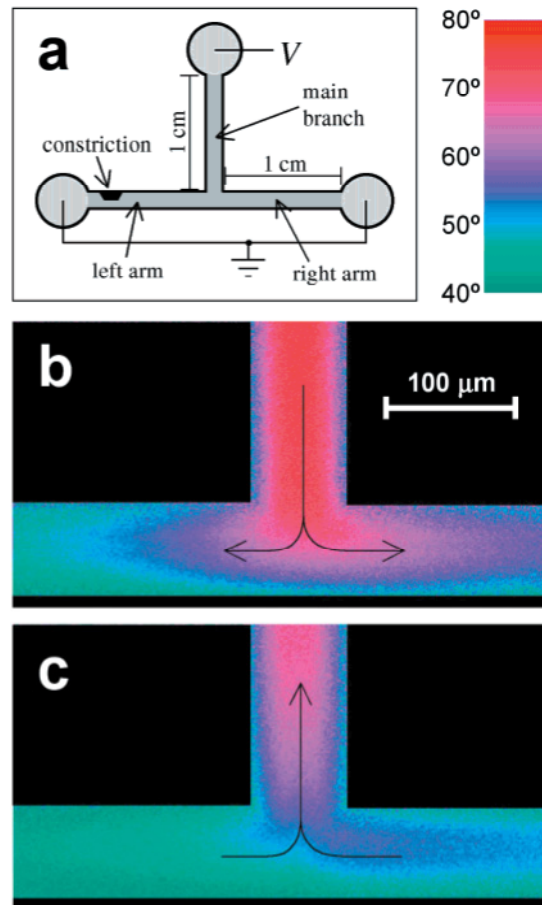 a
V
main
branch
1 cm
constriction
1 cm
left arm
right arm
80º
70º
60º
50º
40º
b
100 μm
c